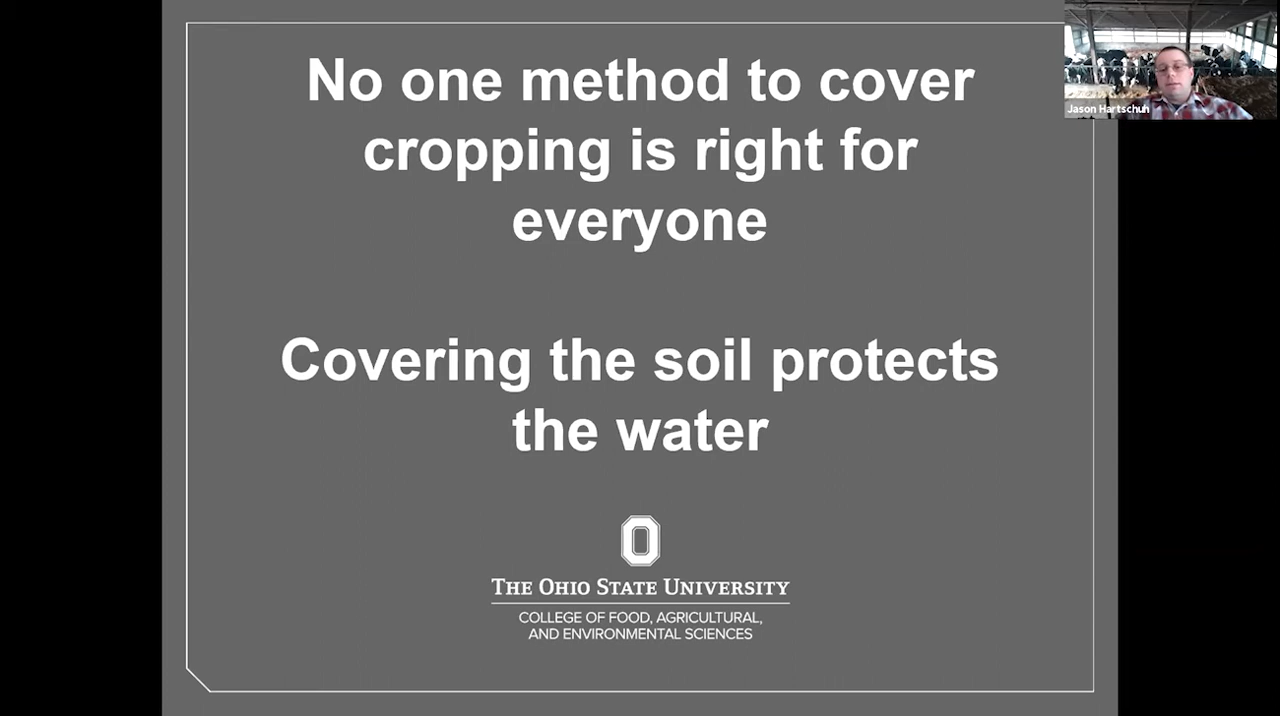 No one method to cover
cropping is right for
everyone
Covering the soil protects
the water
THE OHIO STATE UNIVERSITY
COLLEGE OF FOOD, AGRICULTURAL,
AND ENVIRONMENTAL SCIENCES
Jason Hartschuh